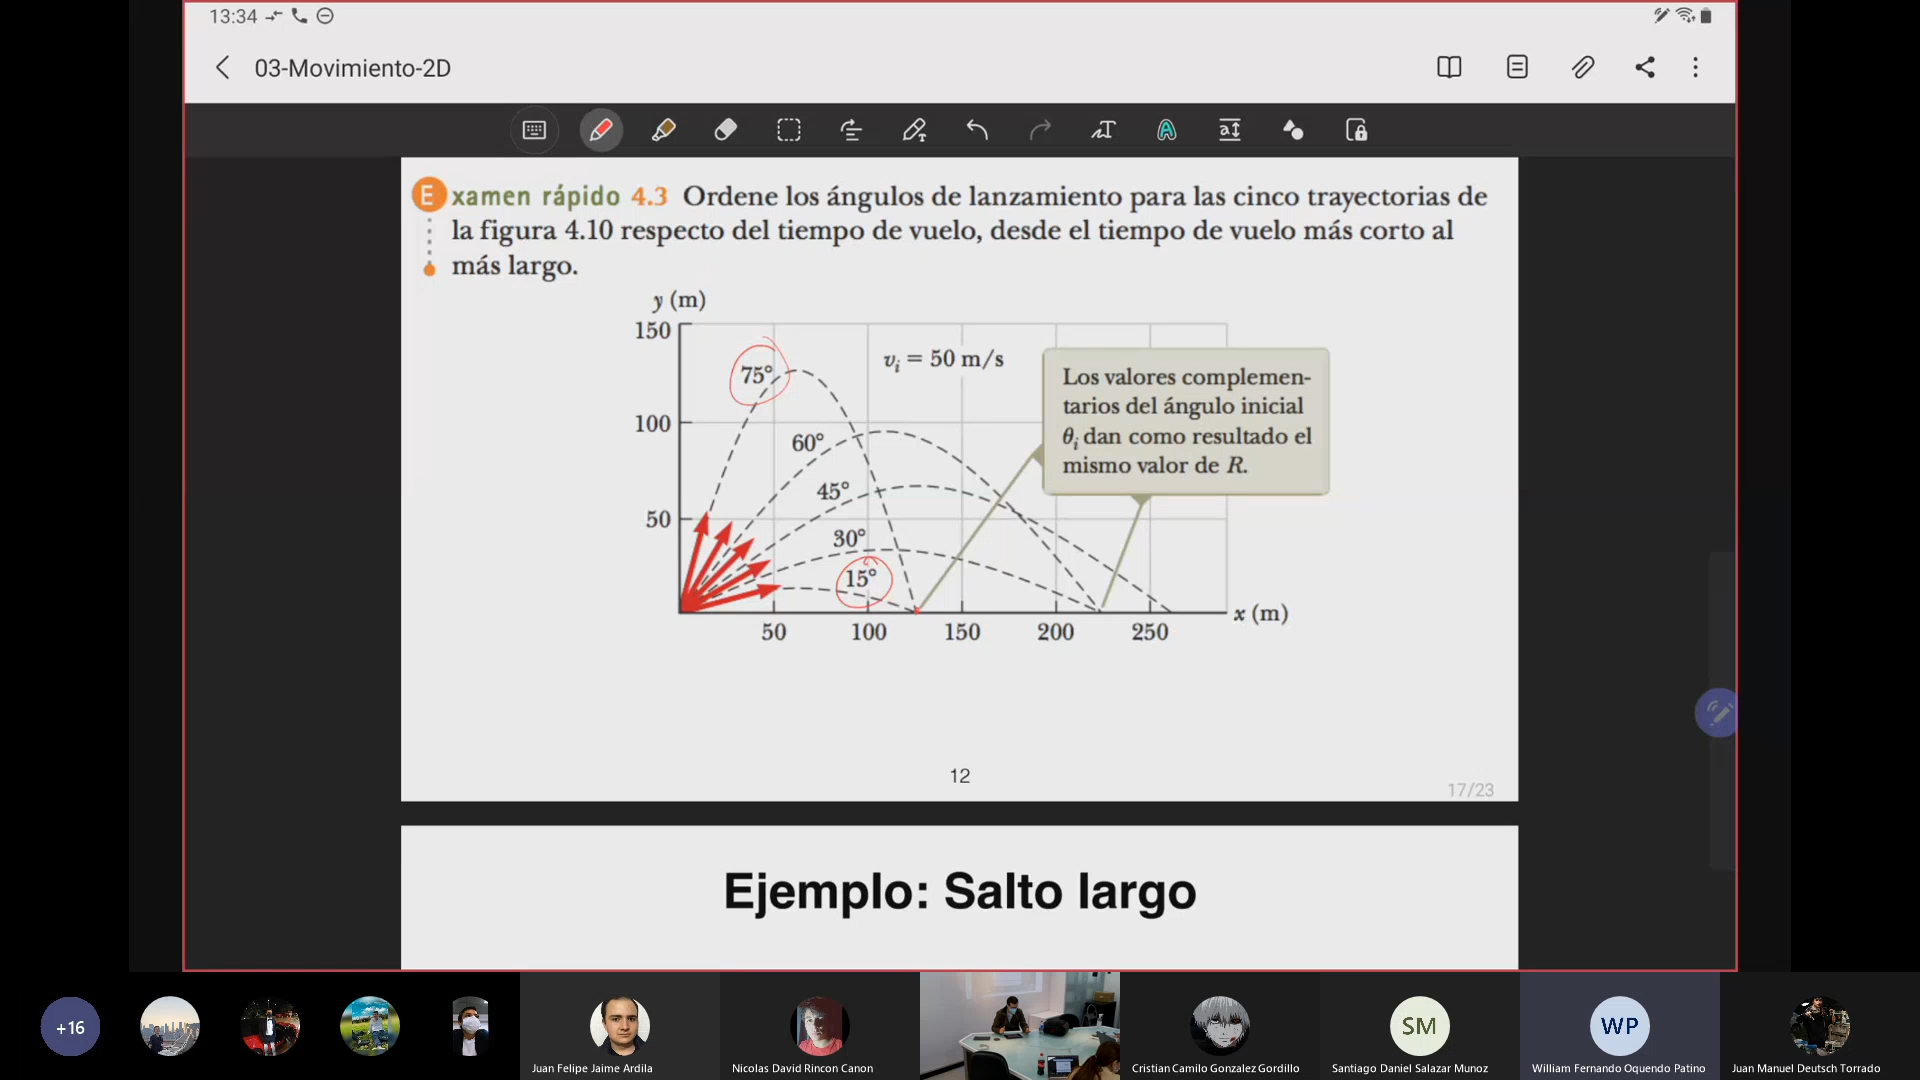 13:34
03-Movimiento-2D
Examen rápido 4.3 Ordene los ángulos de lanzamiento para las cinco trayectorias de
la figura 4.10 respecto del tiempo de vuelo, desde el tiempo de vuelo más corto al
más largo.
y (m)
150
75°
vi = 50 m/s
Los valores complemen-
tarios del ángulo inicial
θi dan como resultado el
mismo valor de R.
100
60°
45°
50
30°
15°
x (m)
50 100 150 200 250
12
17/23
Ejemplo: Salto largo
+16
SM
WP
Juan Felipe Jaime Ardila
Nicolas David Rincon Canon
Cristian Camilo Gonzalez Gordillo
Santiago Daniel Salazar Munoz
William Fernando Oquendo Patino
Juan Manuel Deutsch Torrado